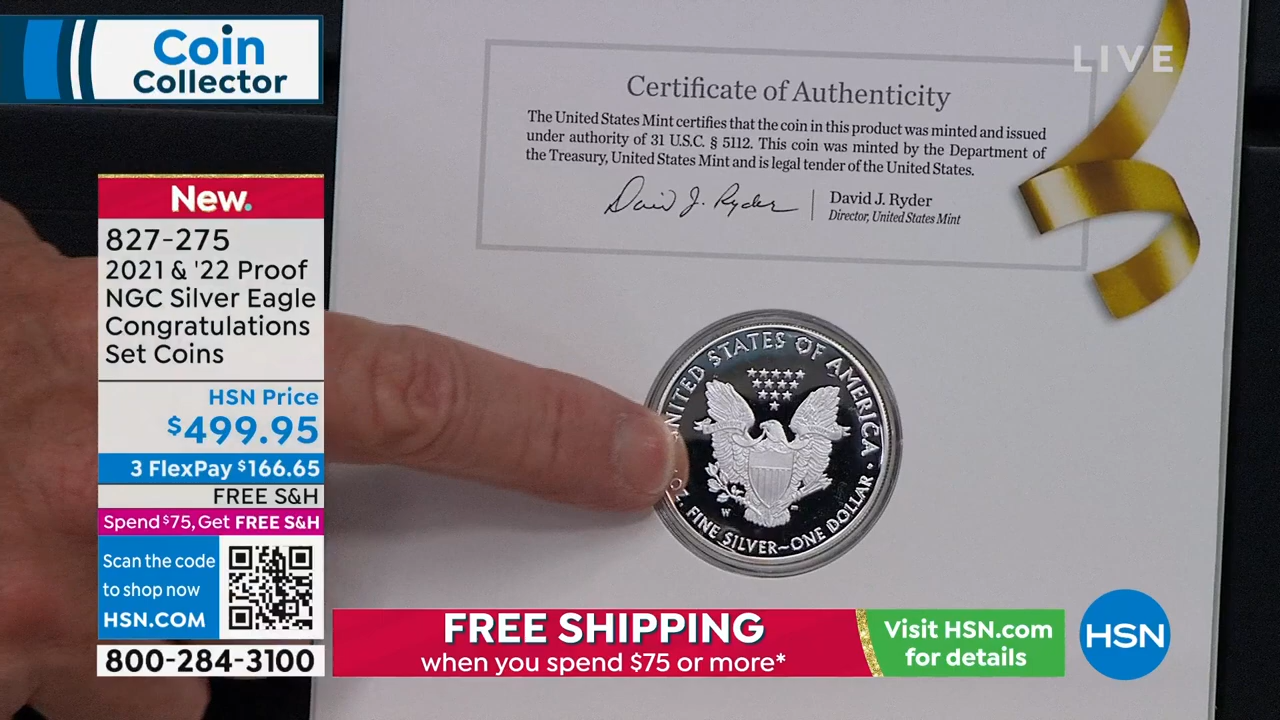 Coin
Collector
LIVE
Certificate of Authenticity
The United States Mint certifies that the coin in this product was minted and issued
under authority of 31 U.S.C. § 5112. This coin was minted by the Department of
the Treasury, United States Mint and is legal tender of the United States.
David J. Ryder
David J. Ryder
Director, United States Mint
New.
827-275
2021 & '22 Proof
NGC Silver Eagle
Congratulations
Set Coins
HSN Price
$499.95
3 FlexPay $166.65
FREE S&H
Spend $75, Get FREE S&H
Scan the code
to shop now
HSN.COM
800-284-3100
UNITED STATES OF AMERICA
OZ. FINE SILVER~ONE DOLLAR
W
FREE SHIPPING
when you spend $75 or more*
Visit HSN.com
for details
HSN